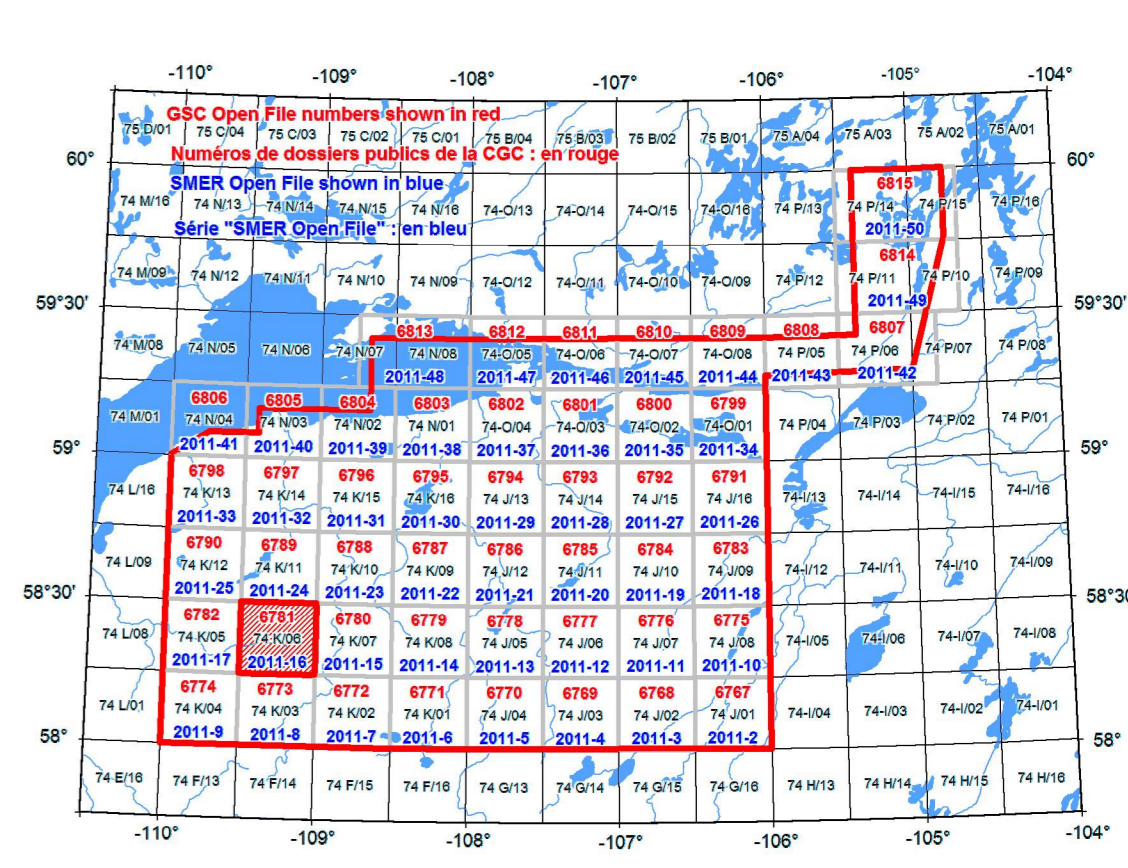 -110° -109° -108° -107° -106° -105° -104°
GSC Open File numbers shown in red
75 D/01 75 C/04 75 C/03 75 C/02 75 C/01 75 B/04 75 B/03 75 B/02 75 B/01 75 A/04 75 A/03 75 A/02 75 A/01
Numéros de dossiers publics de la CGC : en rouge
60° 60°
SMER Open File shown in blue
6815
74 M/16 74 N/13 74 N/14 74 N/15 74 N/16 74-O/13 74-O/14 74-O/15 74-O/16 74 P/13 74 P/14 74 P/15 74 P/16
Série "SMER Open File" : en bleu
2011-50
6814
74 M/09 74 N/12 74 N/11 74 N/10 74 N/09 74-O/12 74-O/11 74-O/10 74-O/09 74 P/12 74 P/11 74 P/10 74 P/09
59°30' 2011-49 59°30'
6813 6812 6811 6810 6809 6808 6807
74 M/08 74 N/05 74 N/06 74 N/07 74 N/08 74-O/05 74-O/06 74-O/07 74-O/08 74 P/05 74 P/06 74 P/07 74 P/08
2011-48 2011-47 2011-46 2011-45 2011-44 2011-43 2011-42
6806 6805 6804 6803 6802 6801 6800 6799
74 M/01 74 N/04 74 N/03 74 N/02 74 N/01 74-O/04 74-O/03 74-O/02 74-O/01 74 P/04 74 P/03 74 P/02 74 P/01
59° 2011-41 2011-40 2011-39 2011-38 2011-37 2011-36 2011-35 2011-34 59°
6798 6797 6796 6795 6794 6793 6792 6791
74 L/16 74 K/13 74 K/14 74 K/15 74 K/16 74 J/13 74 J/14 74 J/15 74 J/16 74-I/13 74-I/14 74-I/15 74-I/16
2011-33 2011-32 2011-31 2011-30 2011-29 2011-28 2011-27 2011-26
6790 6789 6788 6787 6786 6785 6784 6783
74 L/09 74 K/12 74 K/11 74 K/10 74 K/09 74 J/12 74 J/11 74 J/10 74 J/09 74-I/12 74-I/11 74-I/10 74-I/09
58°30' 2011-25 2011-24 2011-23 2011-22 2011-21 2011-20 2011-19 2011-18 58°30'
6782 6781 6780 6779 6778 6777 6776 6775
74 L/08 74 K/05 74 K/06 74 K/07 74 K/08 74 J/05 74 J/06 74 J/07 74 J/08 74-I/05 74-I/06 74-I/07 74-I/08
2011-17 2011-16 2011-15 2011-14 2011-13 2011-12 2011-11 2011-10
6774 6773 6772 6771 6770 6769 6768 6767
74 L/01 74 K/04 74 K/03 74 K/02 74 K/01 74 J/04 74 J/03 74 J/02 74 J/01 74-I/04 74-I/03 74-I/02 74-I/01
58° 2011-9 2011-8 2011-7 2011-6 2011-5 2011-4 2011-3 2011-2 58°
74 E/16 74 F/13 74 F/14 74 F/15 74 F/16 74 G/13 74 G/14 74 G/15 74 G/16 74 H/13 74 H/14 74 H/15 74 H/16
-110° -109° -108° -107° -106° -105° -104°